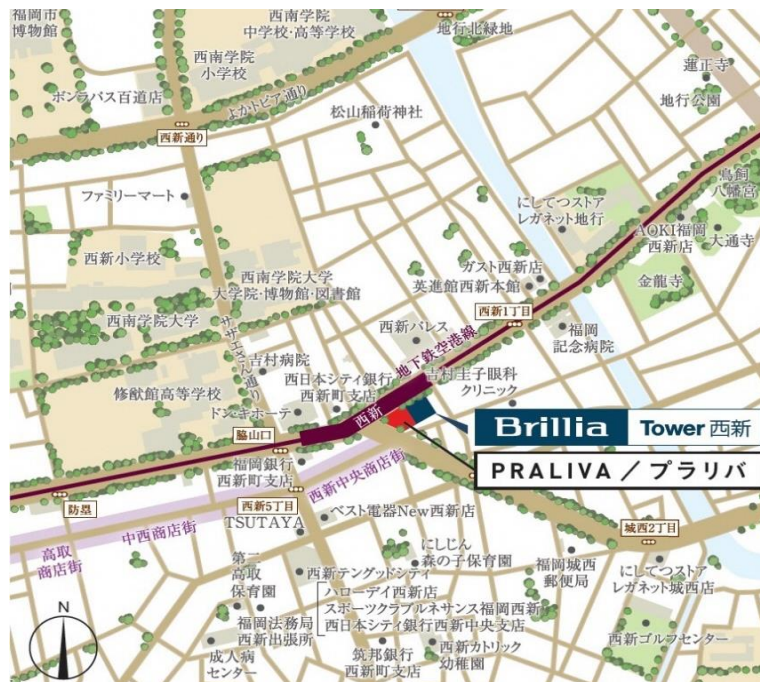 福岡市
博物館
西南学院
中学校・高等学校
西南学院
小学校
地行北緑地
蓮正寺
地行公園
ボンラパス百道店
よかトピア通り
西新通り
松山稲荷神社
鳥飼
八幡宮
ファミリーマート
にしてつストア
レガネット地行
AOKI福岡
西新店
大通寺
西新小学校
西南学院大学
大学院・博物館・図書館
ガスト西新店
英進館西新本館
金龍寺
西南学院大学
サザエさん通り
西新パレス
地下鉄空港線
西新1丁目
福岡
記念病院
吉村病院
西日本シティ銀行
西新町支店
吉村圭子眼科
クリニック
修猷館高等学校
ドン・キホーテ
西新
Brillia
Tower 西新
PRALIVA / プラリバ
脇山口
福岡銀行
西新町支店
西新中央商店街
防塁
西新5丁目
中西商店街
高取
商店街
TSUTAYA
ベスト電器New西新店
城西2丁目
第二
高取
保育園
西新テングッドシティ
にしじん
森の子保育園
福岡城西
郵便局
にしてつストア
レガネット城西店
ハローデイ西新店
スポーツクラブルネサンス福岡西新
西日本シティ銀行西新中央支店
福岡法務局
西新出張所
西新ゴルフセンター
成人病
センター
筑邦銀行
西新町支店
西新カトリック
幼稚園
N